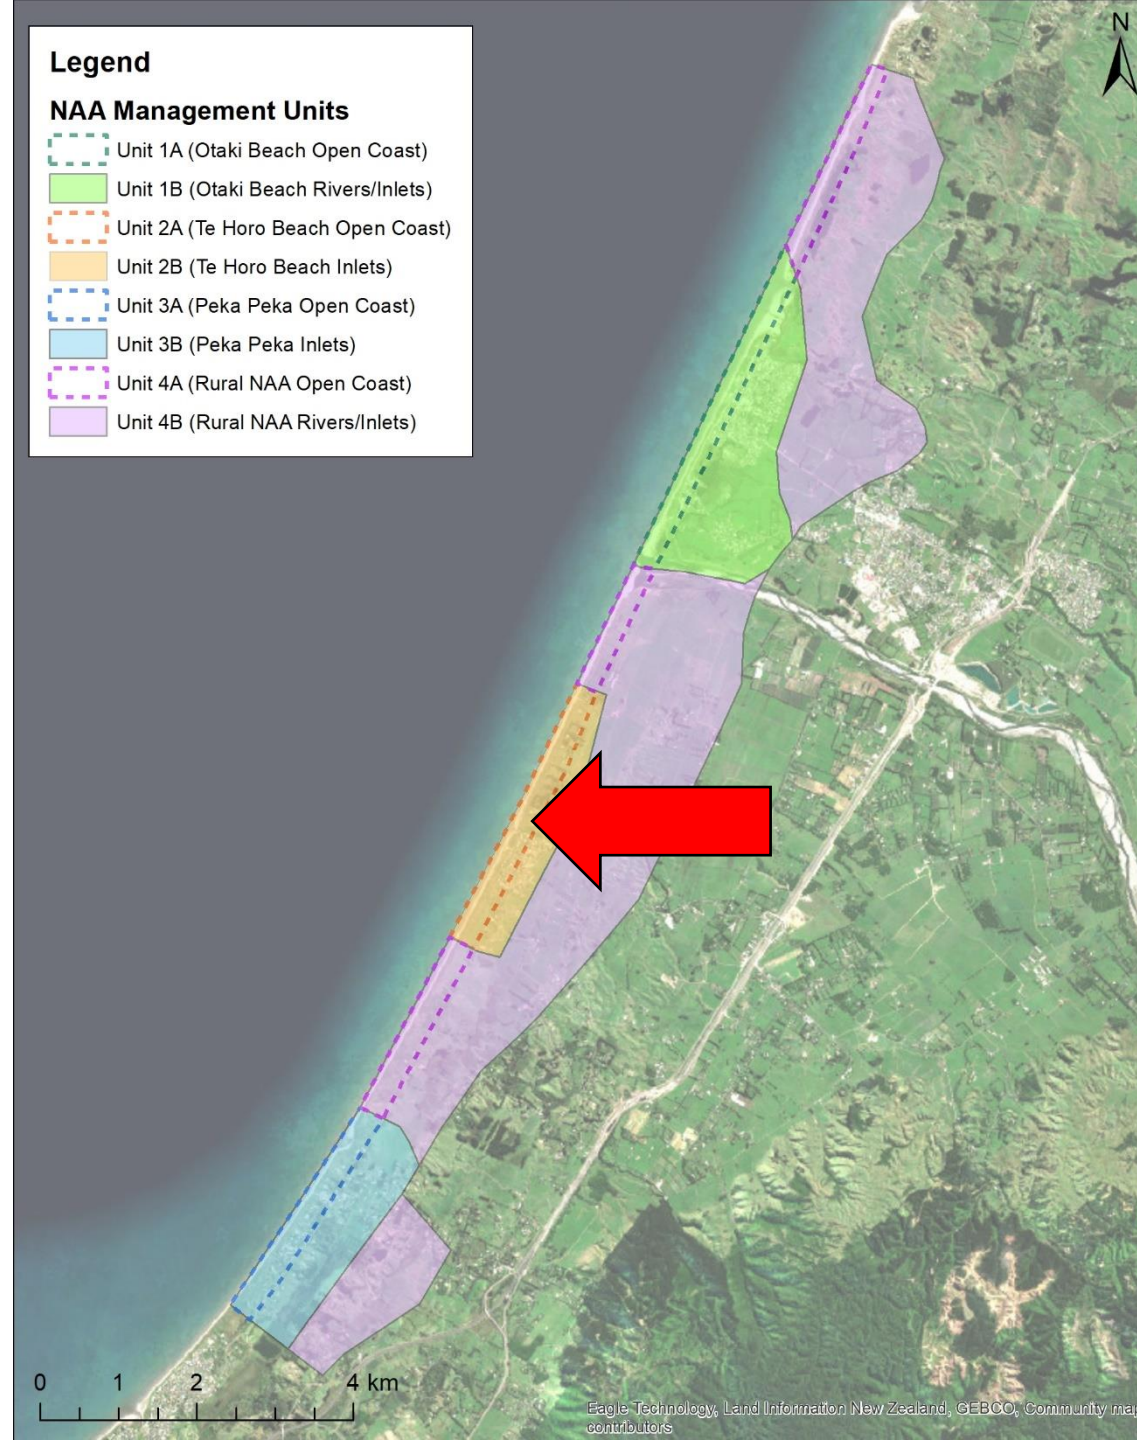 Legend
NAA Management Units
Unit 1A (Otaki Beach Open Coast)
Unit 1B (Otaki Beach Rivers/Inlets)
Unit 2A (Te Horo Beach Open Coast)
Unit 2B (Te Horo Beach Inlets)
Unit 3A (Peka Peka Open Coast)
Unit 3B (Peka Peka Inlets)
Unit 4A (Rural NAA Open Coast)
Unit 4B (Rural NAA Rivers/Inlets)
N
0 1 2 4 km
Eagle Technology, Land Information New Zealand, GEBCO, Community map
contributors